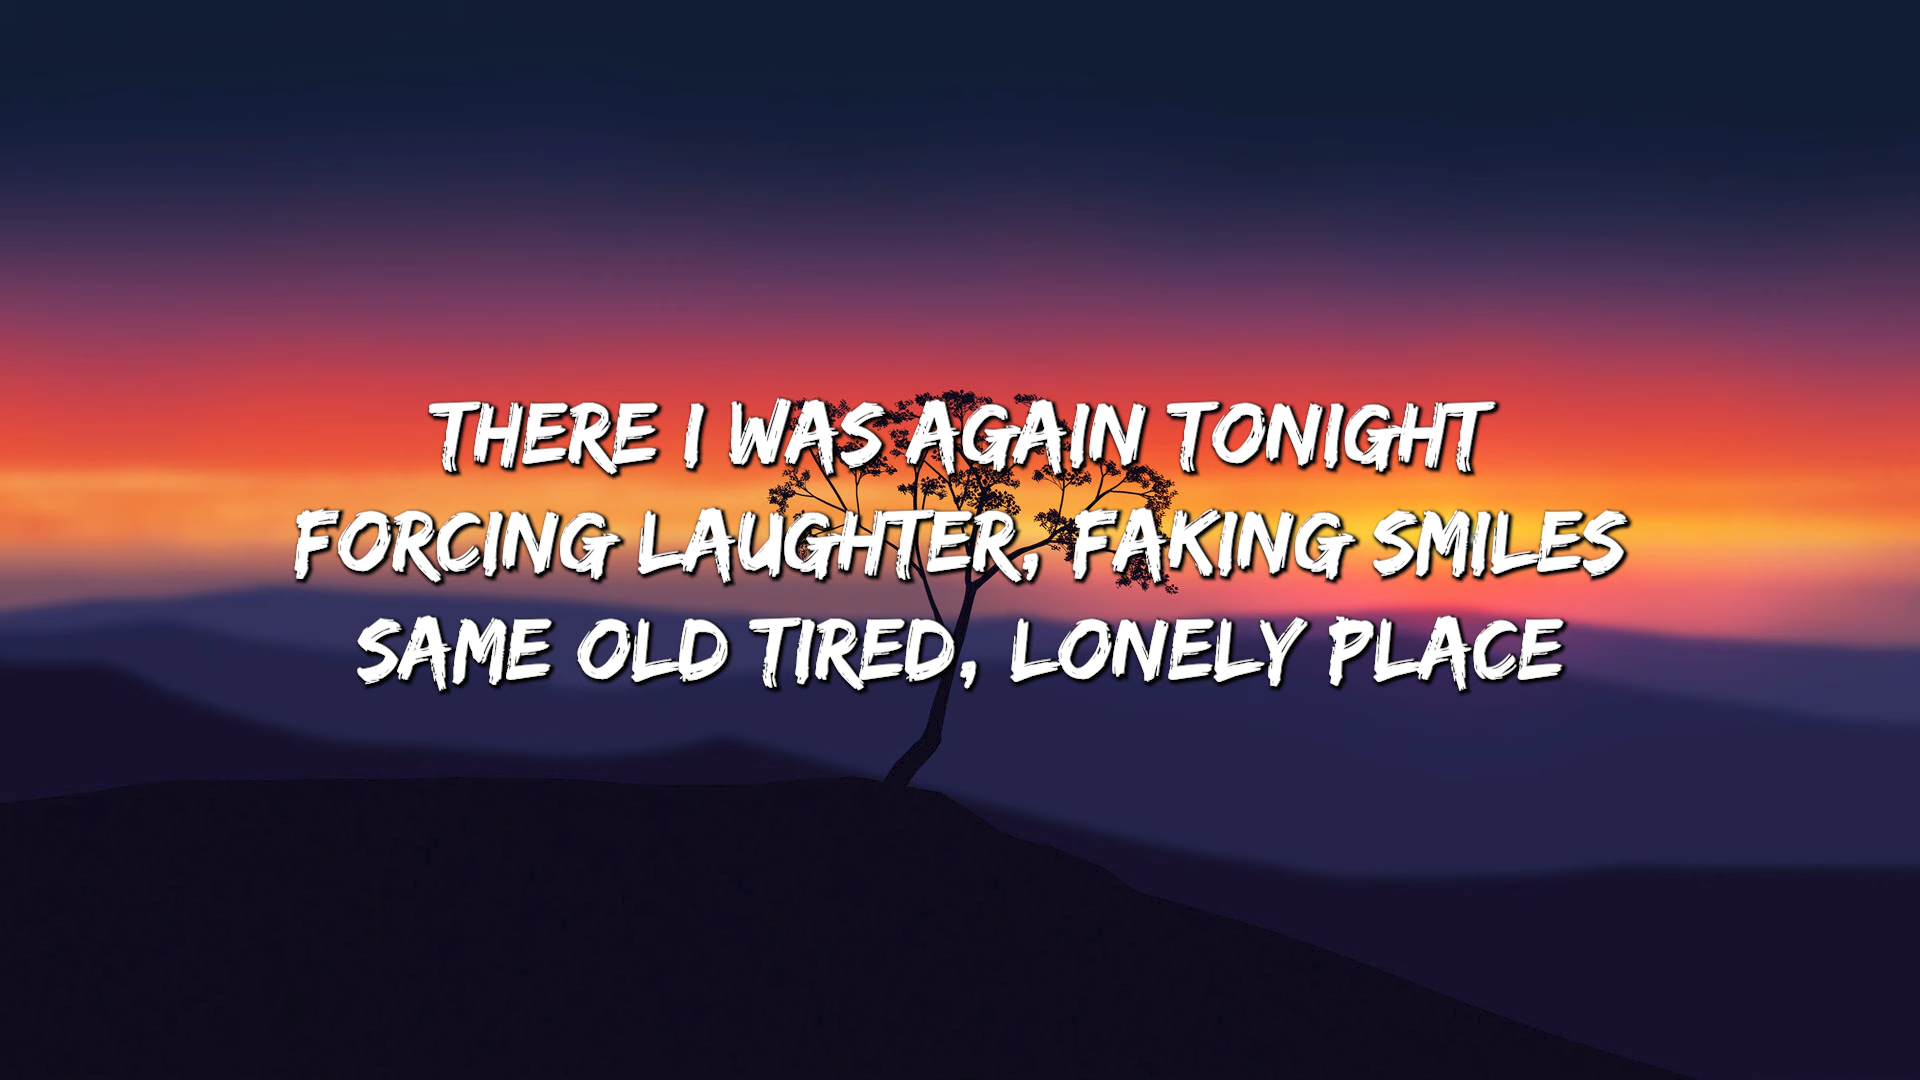 THERE I WAS AGAIN TONIGHT
FORCING LAUGHTER, FAKING SMILES
SAME OLD TIRED, LONELY PLACE